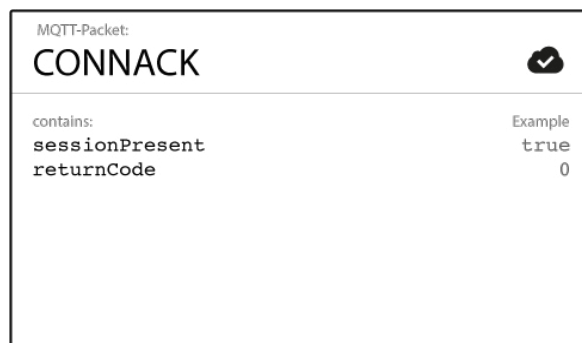 MQTT-Packet:
CONNACK
contains: Example
sessionPresent true
returnCode 0